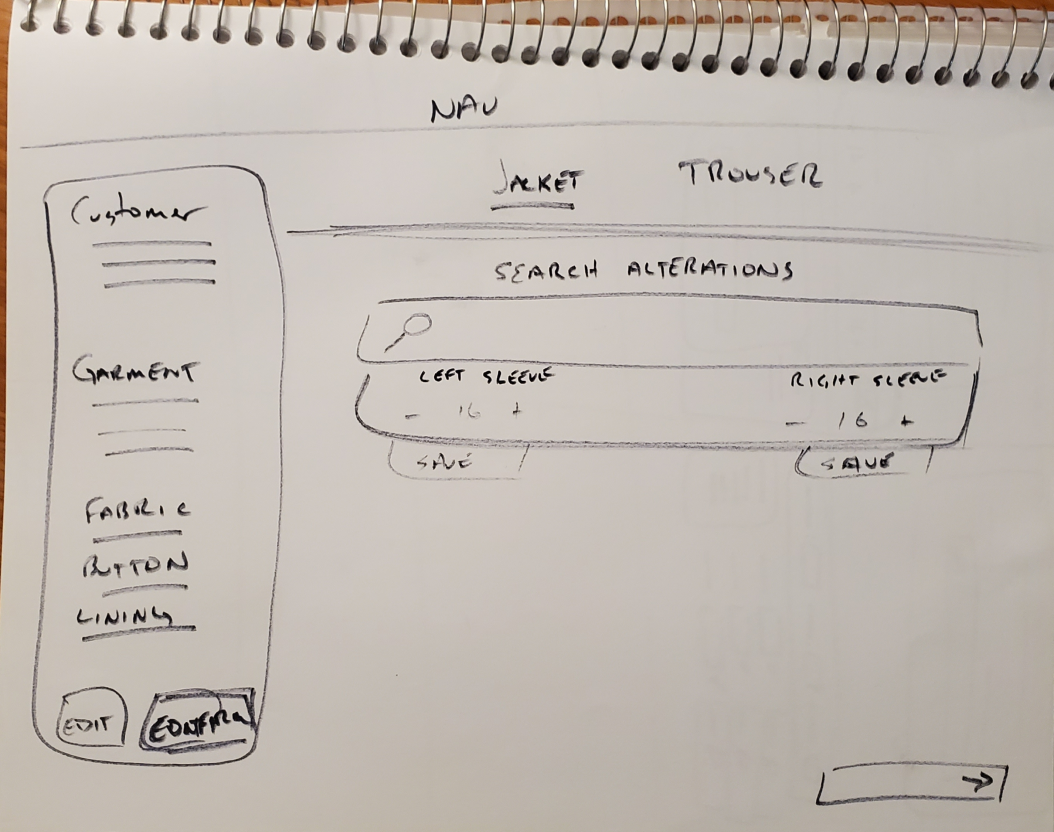 NAV
JACKET TROUSER
Customer
SEARCH ALTERATIONS
GARMENT
LEFT SLEEVE RIGHT SLEEVE
- 16 + - 16 +
SAVE SAVE
FABRIC
BUTTON
LINING
EDIT CONFIRM